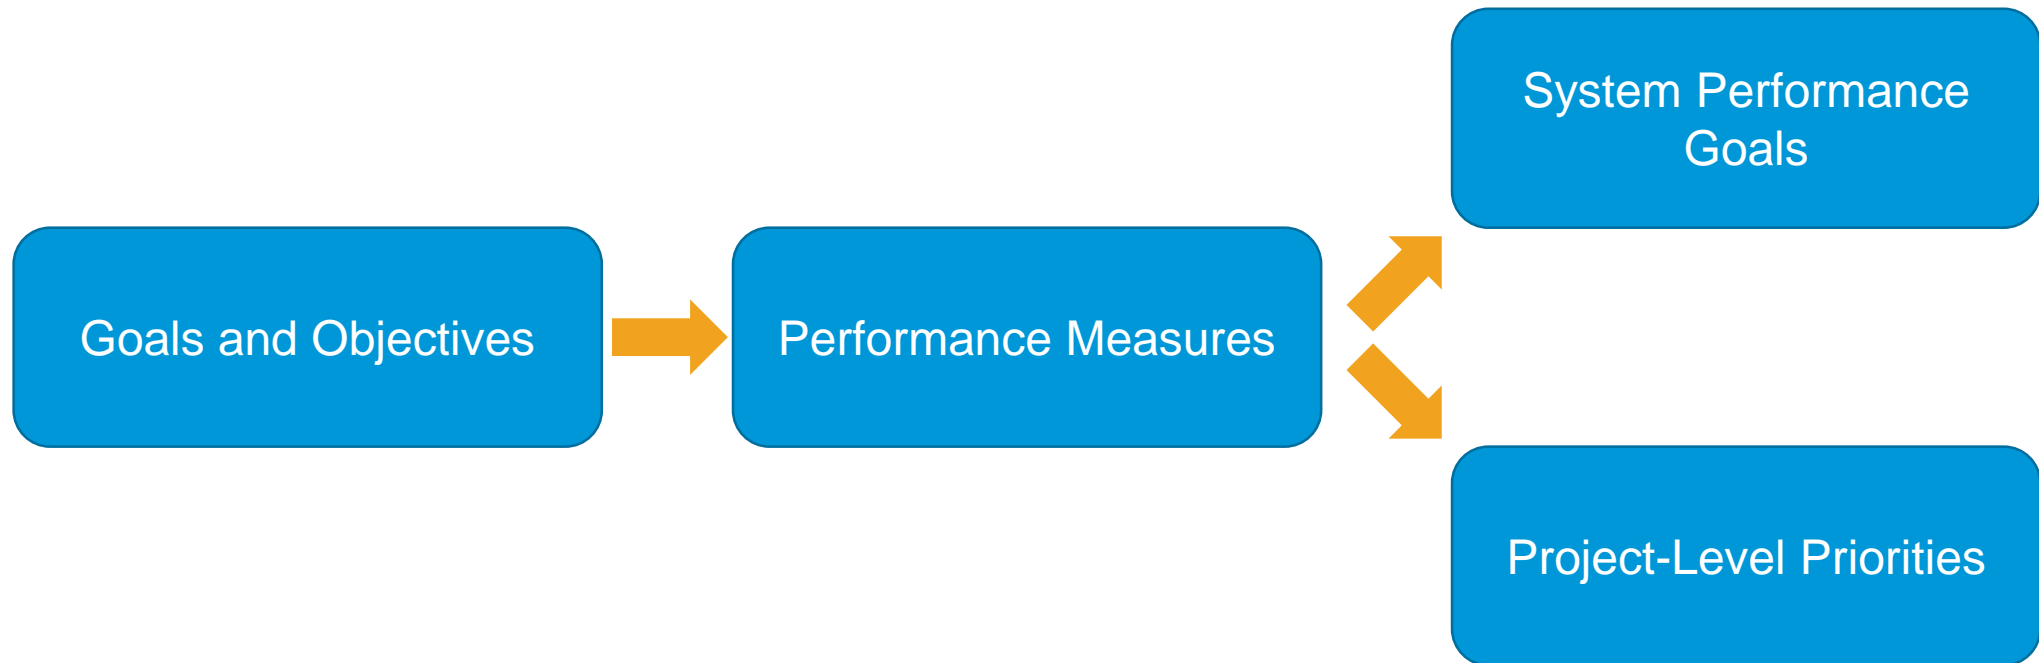 Goals and Objectives
Performance Measures
System Performance
Goals
Project-Level Priorities